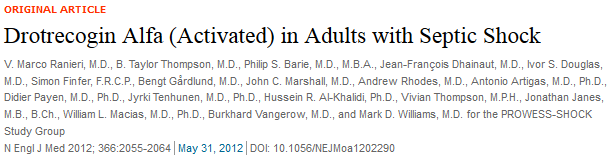 ORIGINAL ARTICLE
Drotrecogin Alfa (Activated) in Adults with Septic Shock
V. Marco Ranieri, M.D., B. Taylor Thompson, M.D., Philip S. Barie, M.D., M.B.A., Jean-François Dhainaut, M.D., Ivor S. Douglas,
M.D., Simon Finfer, F.R.C.P., Bengt Gårdlund, M.D., John C. Marshall, M.D., Andrew Rhodes, M.D., Antonio Artigas, M.D., Ph.D.,
Didier Payen, M.D., Ph.D., Jyrki Tenhunen, M.D., Ph.D., Hussein R. Al-Khalidi, Ph.D., Vivian Thompson, M.P.H., Jonathan Janes,
M.B., B.Ch., William L. Macias, M.D., Ph.D., Burkhard Vangerow, M.D., and Mark D. Williams, M.D. for the PROWESS-SHOCK
Study Group
N Engl J Med 2012; 366:2055-2064 | May 31, 2012 | DOI: 10.1056/NEJMoa1202290